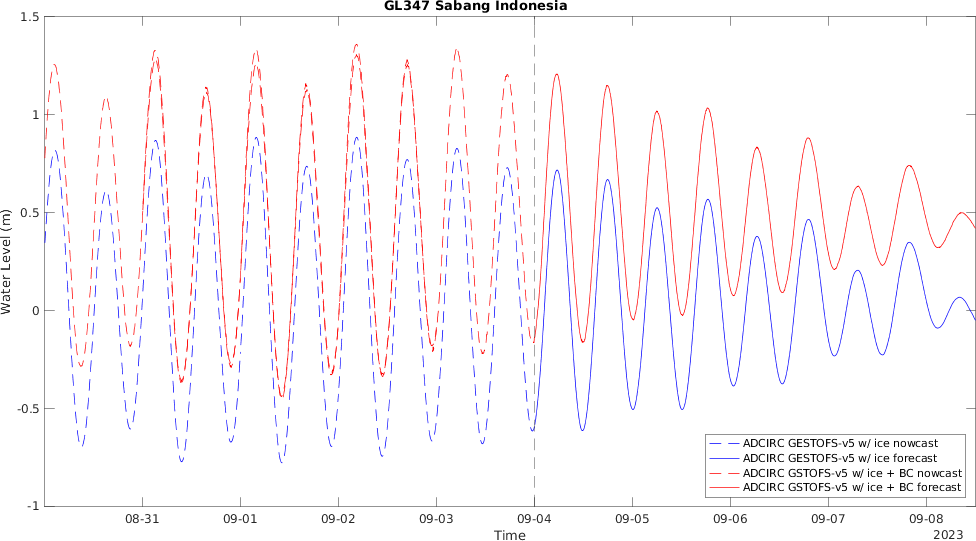 GL347 Sabang Indonesia
1.5
1
0.5
0
-0.5
-1
Water Level (m)
08-31
09-01
09-02
09-03
09-04
09-05
09-06
09-07
09-08
Time
2023
ADCIRC GESTOFS-v5 w/ ice nowcast
ADCIRC GESTOFS-v5 w/ ice forecast
ADCIRC GSTOFS-v5 w/ ice + BC nowcast
ADCIRC GSTOFS-v5 w/ ice + BC forecast